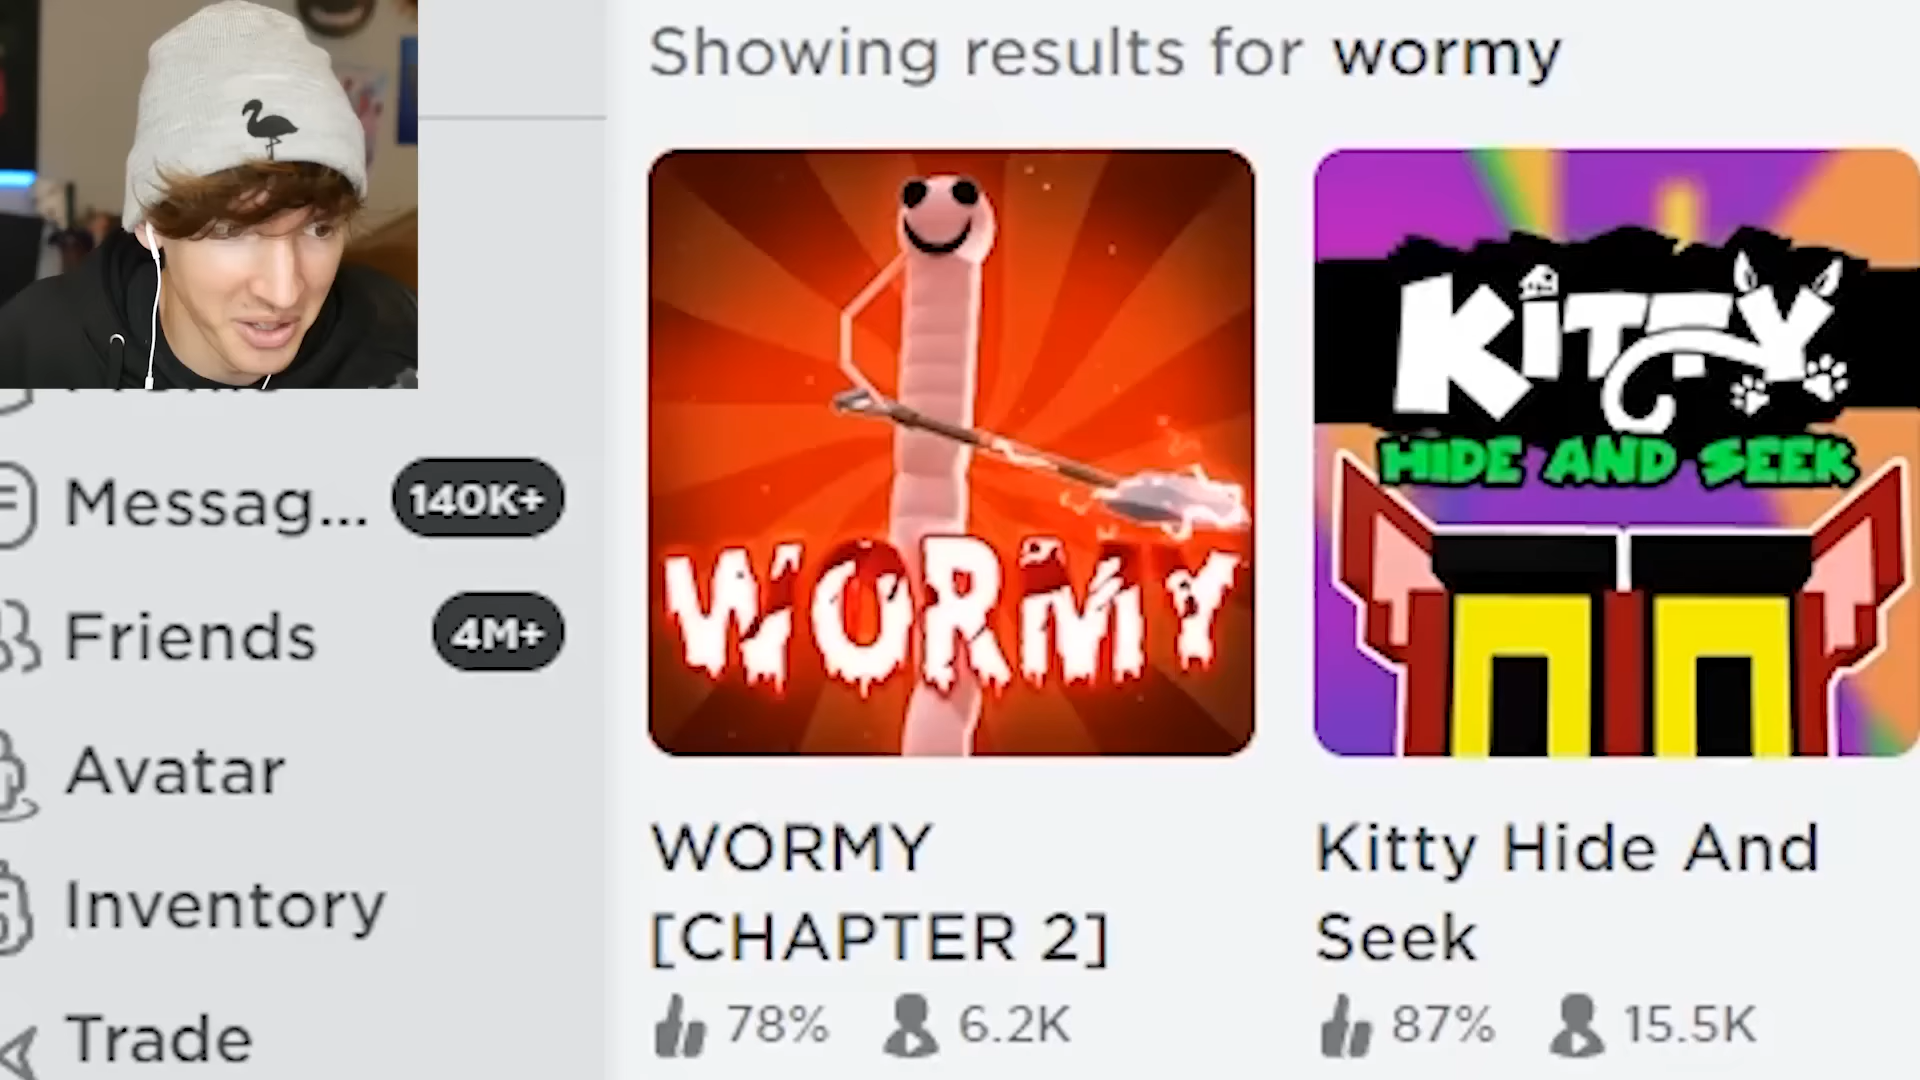 Showing results for wormy
Messag...
140K+
Friends
4M+
Avatar
Inventory
Trade
WORMY
WORMY
[CHAPTER 2]
78%
6.2K
KiTTY
HIDE AND SEEK
Kitty Hide And
Seek
87%
15.5K